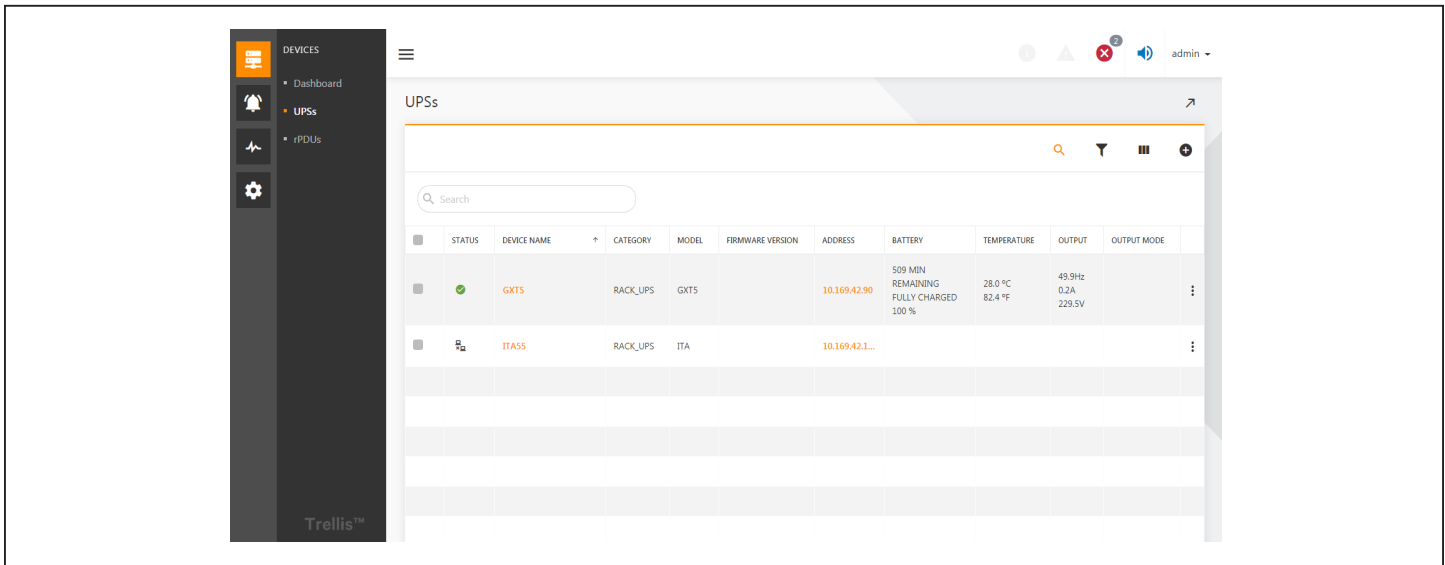 DEVICES
Dashboard
UPSs
rPDUs
Trellis™
2
admin
UPSs
Search
STATUS DEVICE NAME CATEGORY MODEL FIRMWARE VERSION ADDRESS BATTERY TEMPERATURE OUTPUT OUTPUT MODE
GXT5 RACK_UPS GXT5 10.169.42.90
509 MIN
REMAINING
FULLY CHARGED
100 %
28.0 ºC
82.4 ºF
49.9Hz
0.2A
229.5V
ITA55 RACK_UPS ITA 10.169.42.1...